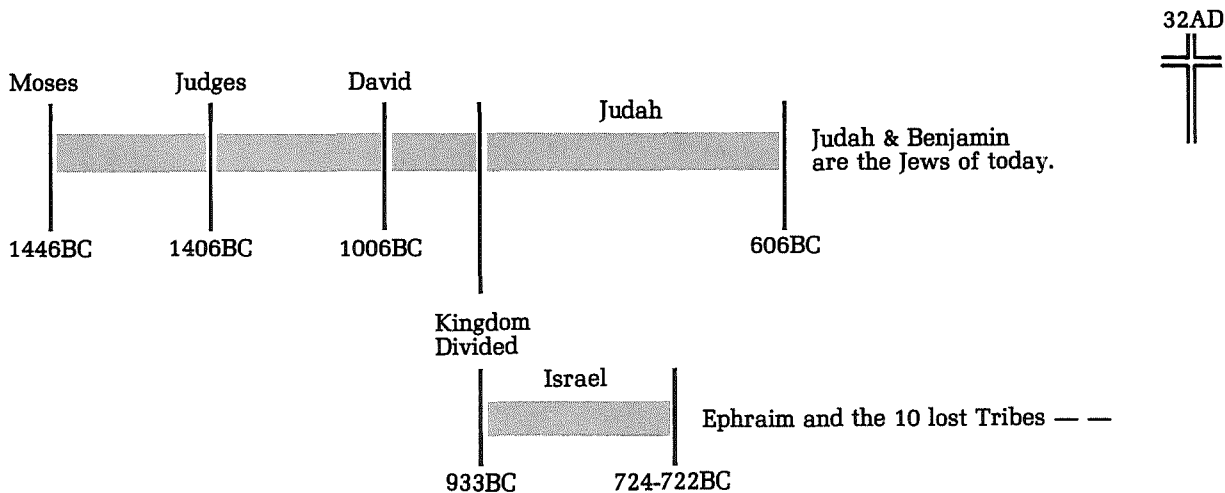 32AD
Moses
Judges
David
Judah
Judah & Benjamin
are the Jews of today.
1446BC
1406BC
1006BC
606BC
Kingdom
Divided
Israel
Ephraim and the 10 lost Tribes — —
933BC
724-722BC